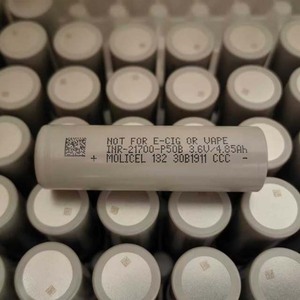 NOT FOR E-CIG OR VAPE
INR-21700-P50B 3.6V/4.85Ah
+ MOLICEL 132 30B1911 CCC -